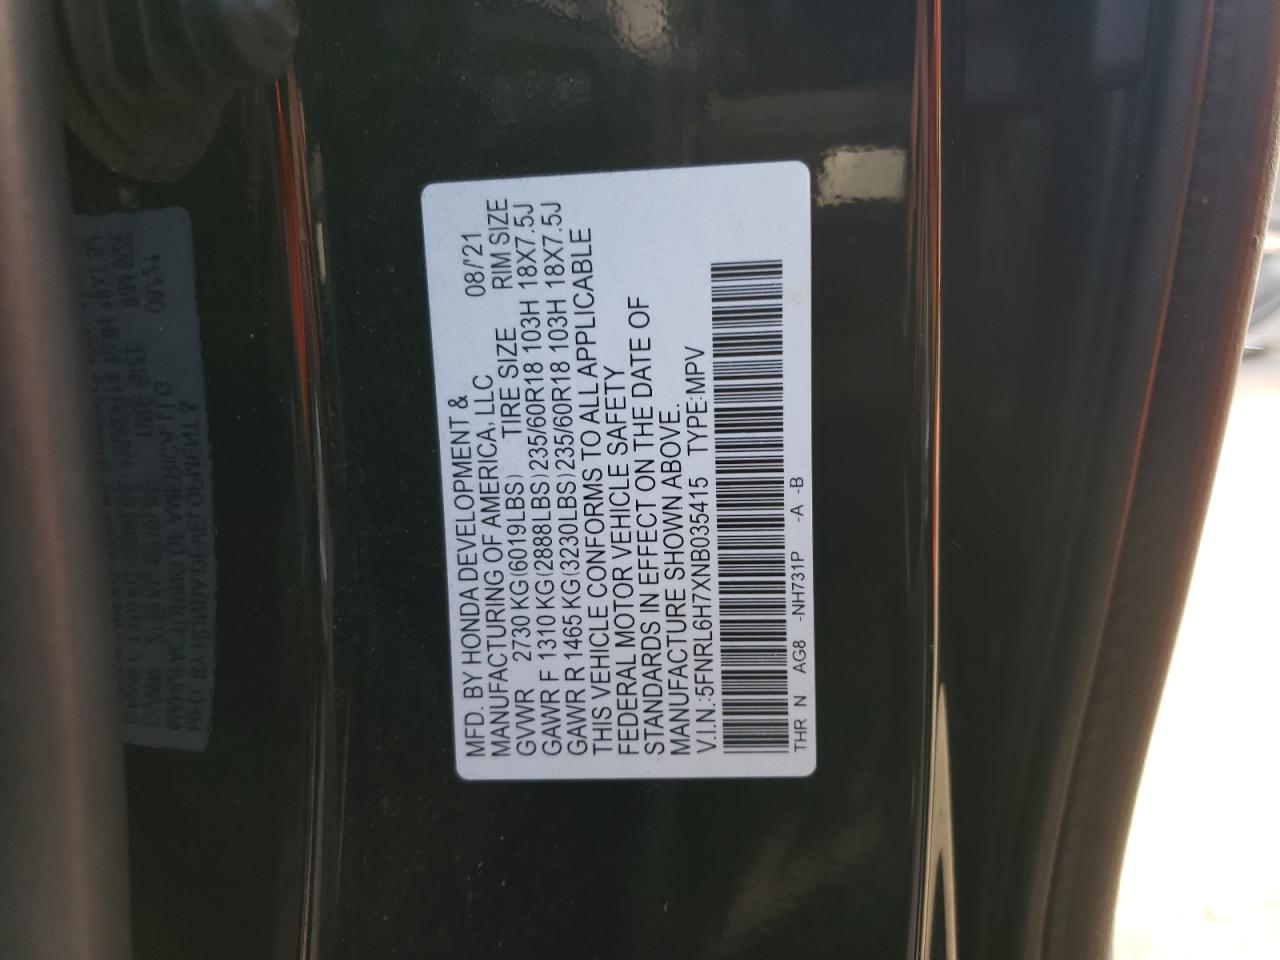 MFD. BY HONDA DEVELOPMENT &
MANUFACTURING OF AMERICA, LLC 08/'21
GVWR 2730 KG (6019LBS) TIRE SIZE RIM SIZE
GAWR F 1310 KG (2888LBS) 235/60R18 103H 18X7.5J
GAWR R 1465 KG (3230LBS) 235/60R18 103H 18X7.5J
THIS VEHICLE CONFORMS TO ALL APPLICABLE
FEDERAL MOTOR VEHICLE SAFETY
STANDARDS IN EFFECT ON THE DATE OF
MANUFACTURE SHOWN ABOVE.
V.I.N.:5FNRL6H7XNB035415 TYPE:MPV
THR N AG8 -NH731P -A -B